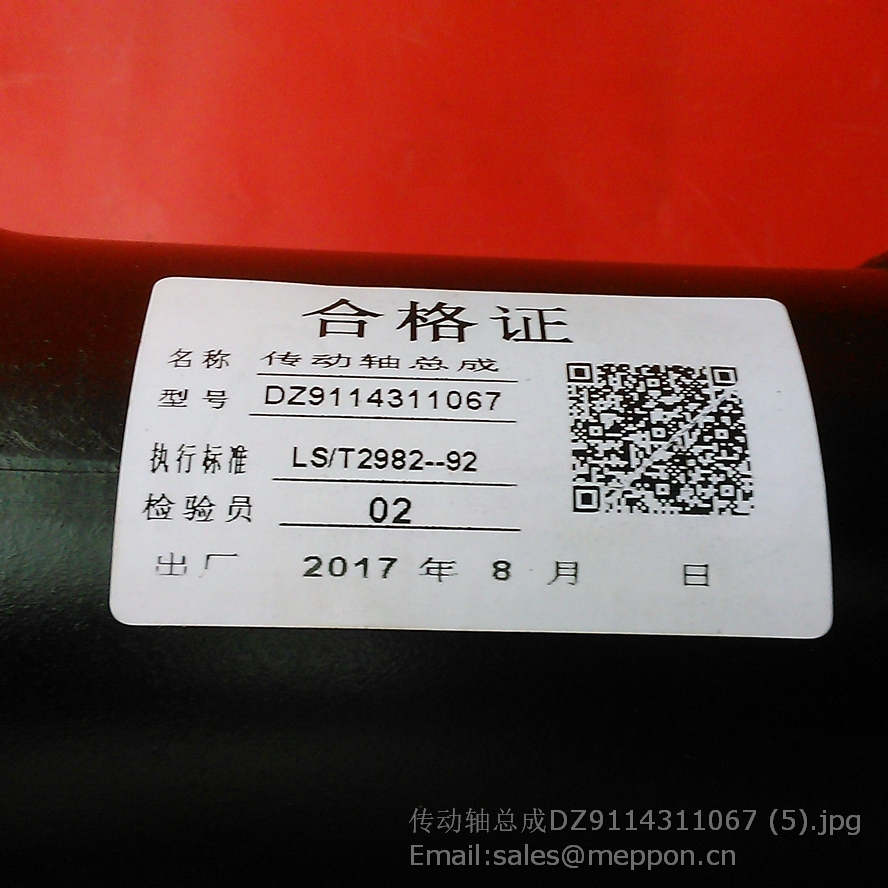 合格证
名称 传动轴总成
型号 DZ9114311067
执行标准 LS/T2982--92
检验员 02
出厂 2017 年 8 月 日
传动轴总成DZ9114311067 (5).jpg
Email:sales@meppon.cn